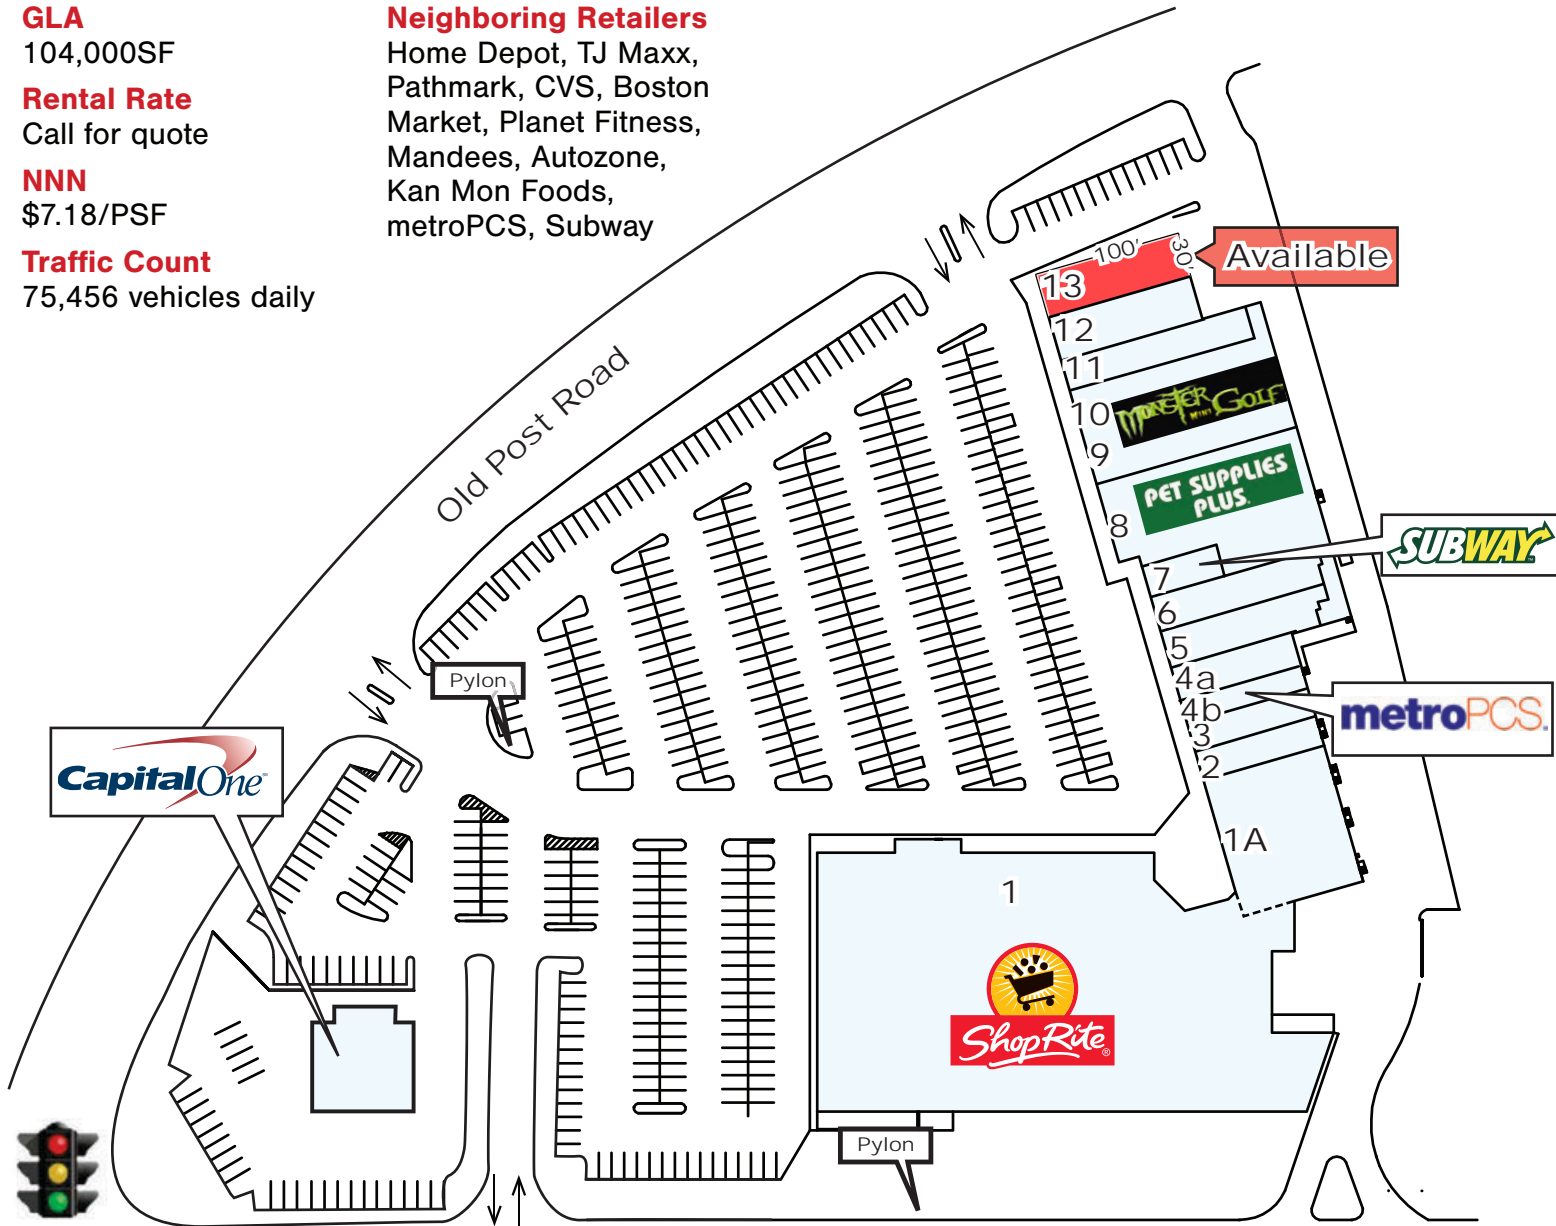 GLA
104,000SF
Rental Rate
Call for quote
NNN
$7.18/PSF
Traffic Count
75,456 vehicles daily
Neighboring Retailers
Home Depot, TJ Maxx,
Pathmark, CVS, Boston
Market, Planet Fitness,
Mandees, Autozone,
Kan Mon Foods,
metroPCS, Subway
Old Post Road
100'
30'
Available
13
12
11
10
MONSTER MINI GOLF
9
PET SUPPLIES
PLUS.
8
SUBWAY
7
6
5
4a
metroPCS.
4b
3
2
1A
Pylon
CapitalOne
1
ShopRite®
Pylon